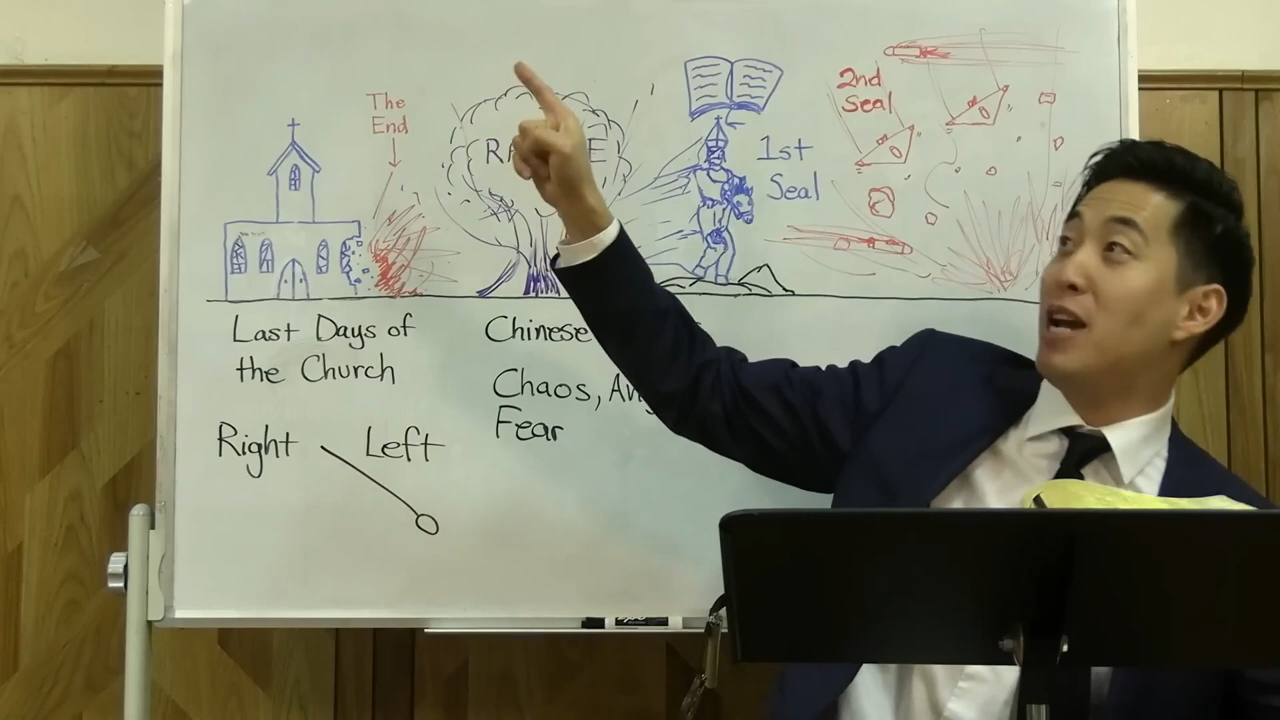 The
End
2nd
Seal
1st
Seal
Last Days of
the Church
Chinese
Chaos,
Fear
Right
Left